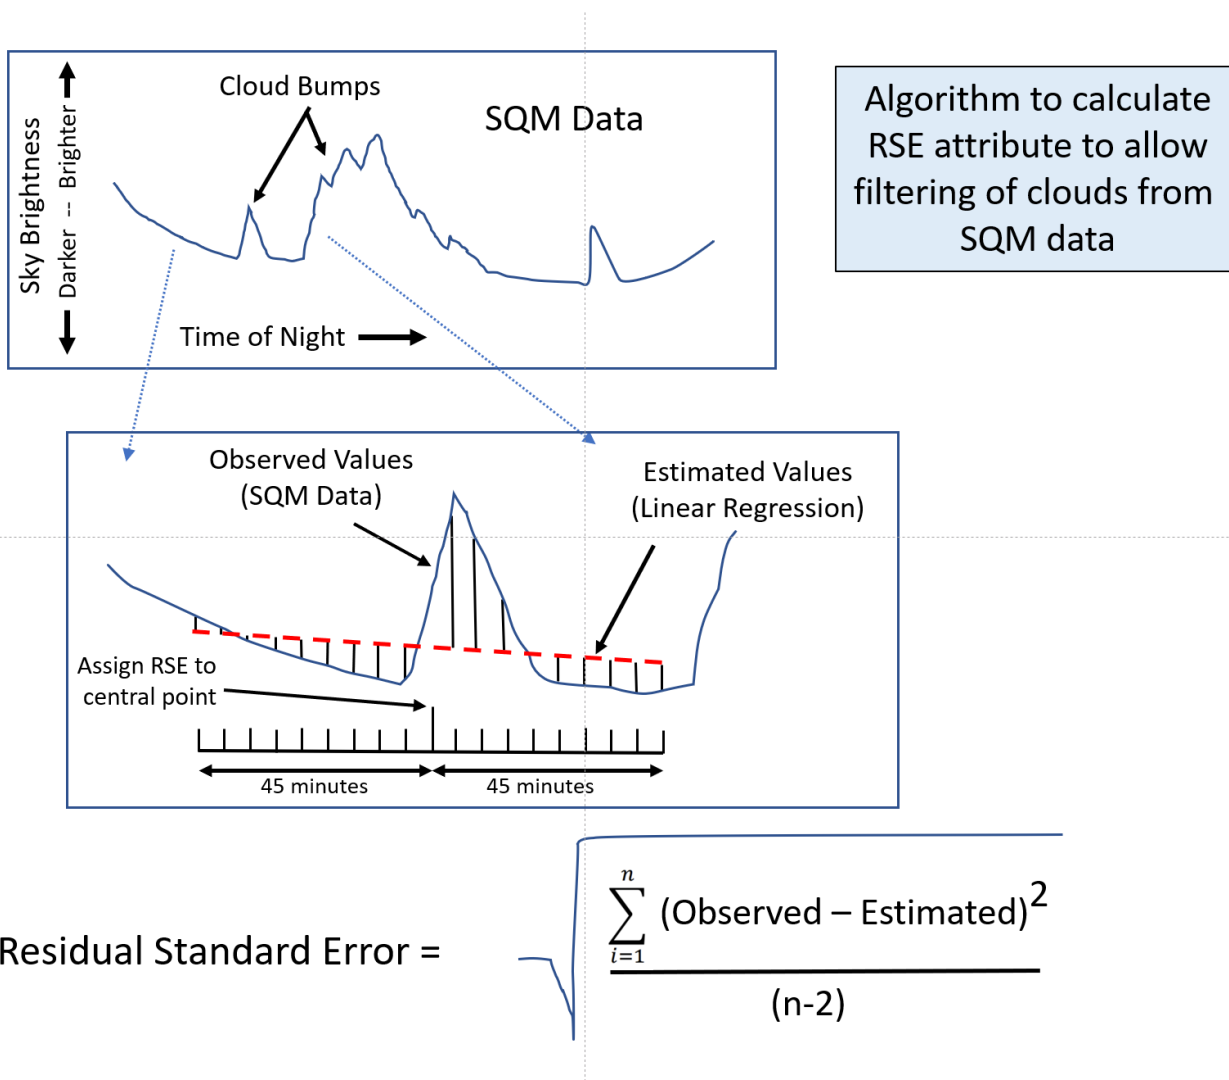 Cloud Bumps
SQM Data
Sky Brightness
Darker -- Brighter
Time of Night
Algorithm to calculate
RSE attribute to allow
filtering of clouds from
SQM data
Observed Values
(SQM Data)
Estimated Values
(Linear Regression)
Assign RSE to
central point
45 minutes
45 minutes
Residual Standard Error =
n
∑ (Observed – Estimated)2
i=1
(n-2)